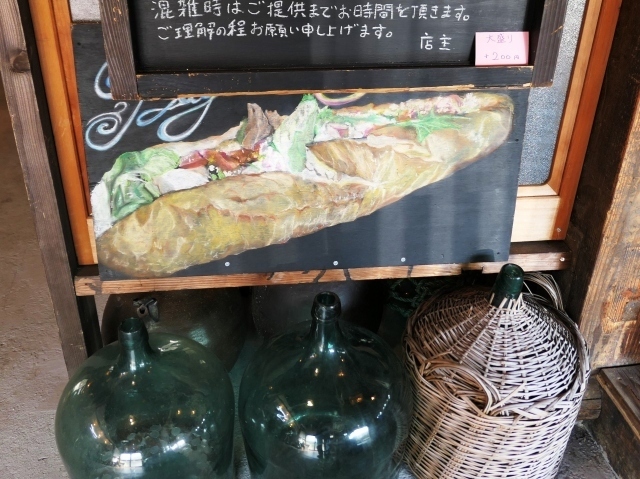 混雑時はご提供までお時間を頂きます。
ご理解の程お願い申し上げます。
店主
大盛り
+200円